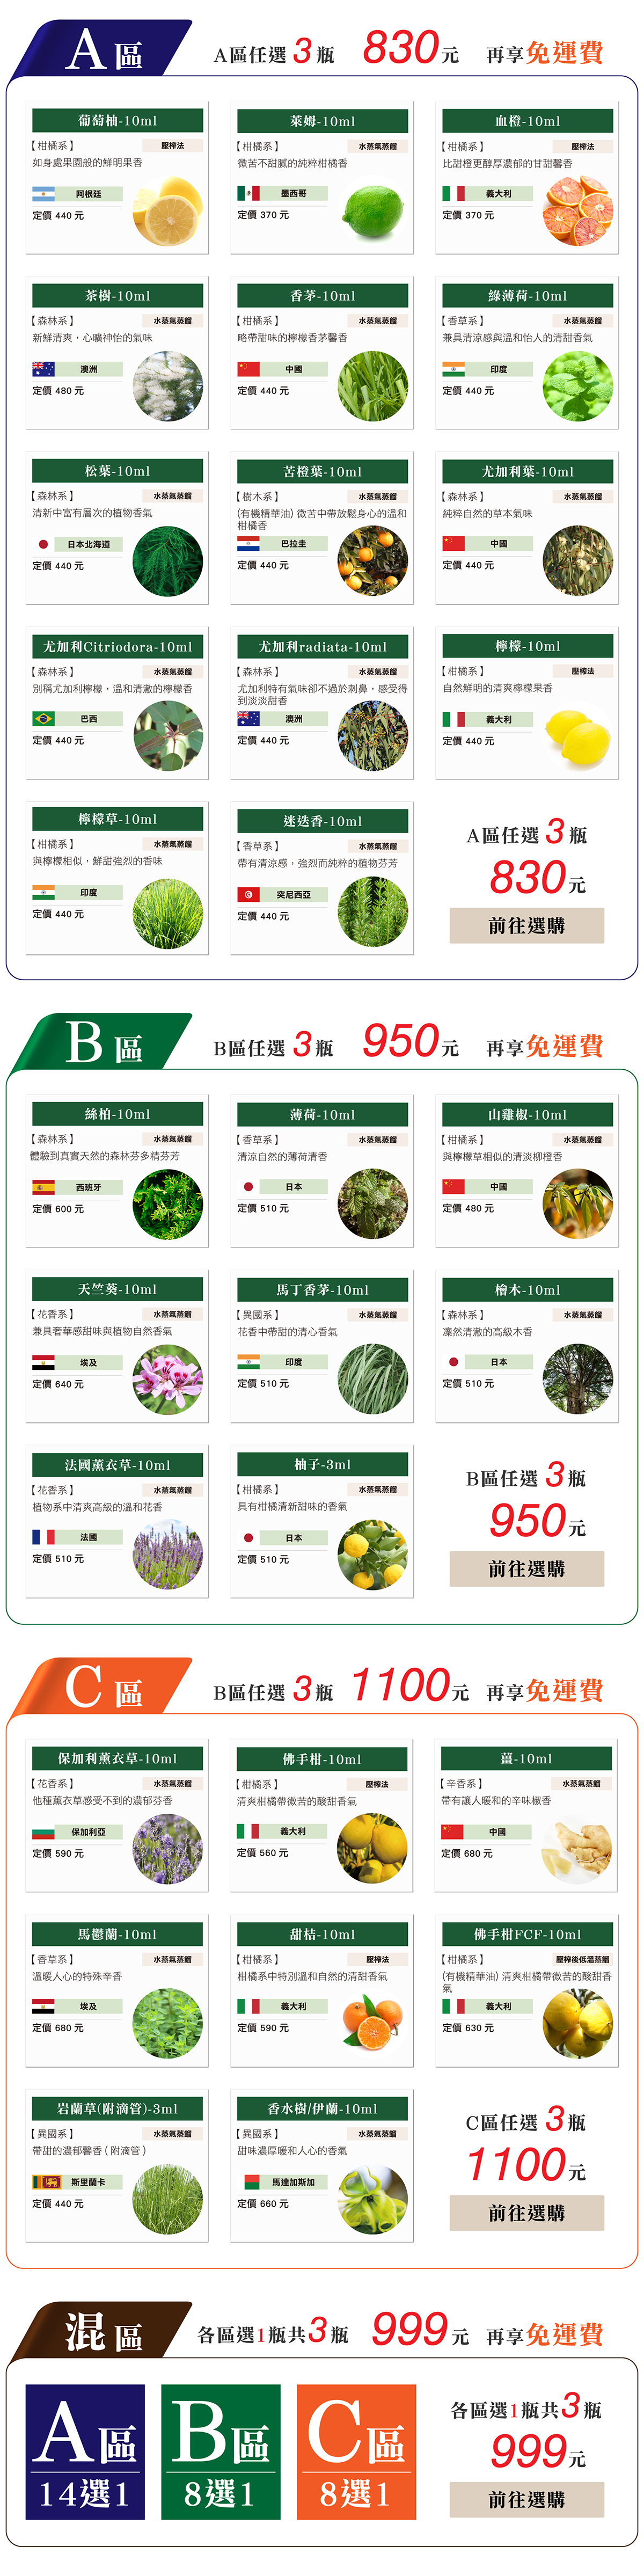 A區
A區任選 3 瓶 830元 再享免運費
葡萄柚-10ml
【柑橘系】 壓榨法
如身處果園般的鮮明果香
阿根廷
定價 440 元
萊姆-10ml
【柑橘系】 水蒸氣蒸餾
微苦不甜膩的純粹柑橘香
墨西哥
定價 370 元
血橙-10ml
【柑橘系】 壓榨法
比甜橙更醇厚濃郁的甘甜馨香
義大利
定價 370 元
茶樹-10ml
【森林系】 水蒸氣蒸餾
新鮮清爽，心曠神怡的氣味
澳洲
定價 480 元
香茅-10ml
【柑橘系】 水蒸氣蒸餾
略帶甜味的檸檬香茅馨香
中國
定價 440 元
綠薄荷-10ml
【香草系】 水蒸氣蒸餾
兼具清涼感與溫和怡人的清甜香氣
印度
定價 440 元
松葉-10ml
【森林系】 水蒸氣蒸餾
清新中富有層次的植物香氣
日本北海道
定價 440 元
苦橙葉-10ml
【樹木系】 水蒸氣蒸餾
(有機精華油) 微苦中帶放鬆身心的溫和
柑橘香
巴拉圭
定價 440 元
尤加利葉-10ml
【森林系】 水蒸氣蒸餾
純粹自然的草本氣味
中國
定價 440 元
尤加利Citriodora-10ml
【森林系】 水蒸氣蒸餾
別稱尤加利檸檬，溫和清澈的檸檬香
巴西
定價 440 元
尤加利radiata-10ml
【森林系】 水蒸氣蒸餾
尤加利特有氣味卻不過於刺鼻，感受得
到淡淡甜香
澳洲
定價 440 元
檸檬-10ml
【柑橘系】 壓榨法
自然鮮明的清爽檸檬果香
義大利
定價 440 元
檸檬草-10ml
【柑橘系】 水蒸氣蒸餾
與檸檬相似，鮮甜強烈的香味
印度
定價 440 元
迷迭香-10ml
【香草系】 水蒸氣蒸餾
帶有清涼感，強烈而純粹的植物芬芳
突尼西亞
定價 440 元
A區任選 3 瓶
830元
前往選購
B區
B區任選 3 瓶 950元 再享免運費
絲柏-10ml
【森林系】 水蒸氣蒸餾
體驗到真實天然的森林芬多精芬芳
西班牙
定價 600 元
薄荷-10ml
【香草系】 水蒸氣蒸餾
清涼自然的薄荷清香
日本
定價 510 元
山雞椒-10ml
【柑橘系】 水蒸氣蒸餾
與檸檬草相似的清淡柳橙香
中國
定價 480 元
天竺葵-10ml
【花香系】 水蒸氣蒸餾
兼具奢華感甜味與植物自然香氣
埃及
定價 640 元
馬丁香茅-10ml
【異國系】 水蒸氣蒸餾
花香中帶甜的清心香氣
印度
定價 510 元
檜木-10ml
【森林系】 水蒸氣蒸餾
凜然清澈的高級木香
日本
定價 510 元
法國薰衣草-10ml
【花香系】 水蒸氣蒸餾
植物系中清爽高級的溫和花香
法國
定價 510 元
柚子-3ml
【柑橘系】 水蒸氣蒸餾
具有柑橘清新甜味的香氣
日本
定價 510 元
B區任選 3 瓶
950元
前往選購
C區
B區任選 3 瓶 1100元 再享免運費
保加利薰衣草-10ml
【花香系】 水蒸氣蒸餾
他種薰衣草感受不到的濃郁芬香
保加利亞
定價 590 元
佛手柑-10ml
【柑橘系】 壓榨法
清爽柑橘帶微苦的酸甜香氣
義大利
定價 560 元
薑-10ml
【辛香系】 水蒸氣蒸餾
帶有讓人暖和的辛味椒香
中國
定價 680 元
馬鬱蘭-10ml
【香草系】 水蒸氣蒸餾
溫暖人心的特殊辛香
埃及
定價 680 元
甜桔-10ml
【柑橘系】 壓榨法
柑橘系中特別溫和自然的清甜香氣
義大利
定價 590 元
佛手柑FCF-10ml
【柑橘系】 壓榨後低溫蒸餾
(有機精華油) 清爽柑橘帶微苦的酸甜香
氣
義大利
定價 630 元
岩蘭草(附滴管)-3ml
【異國系】 水蒸氣蒸餾
帶甜的濃郁馨香 ( 附滴管 )
斯里蘭卡
定價 440 元
香水樹/伊蘭-10ml
【異國系】 水蒸氣蒸餾
甜味濃厚暖和人心的香氣
馬達加斯加
定價 660 元
C區任選 3 瓶
1100元
前往選購
混區
各區選1瓶共3瓶 999元 再享免運費
A區
14選1
B區
8選1
C區
8選1
各區選1瓶共3瓶
999元
前往選購